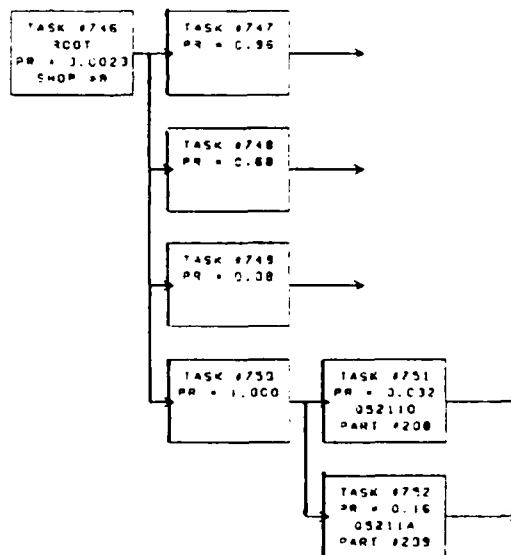 TASK #746
ROOT
PR = 0.0023
SHOP #A
TASK #747
PR = 0.96
TASK #748
PR = 0.68
TASK #749
PR = 0.38
TASK #750
PR = 1.000
TASK #751
PR = 0.032
Q5211O
PART #208
TASK #752
PR = 0.16
Q5211A
PART #209